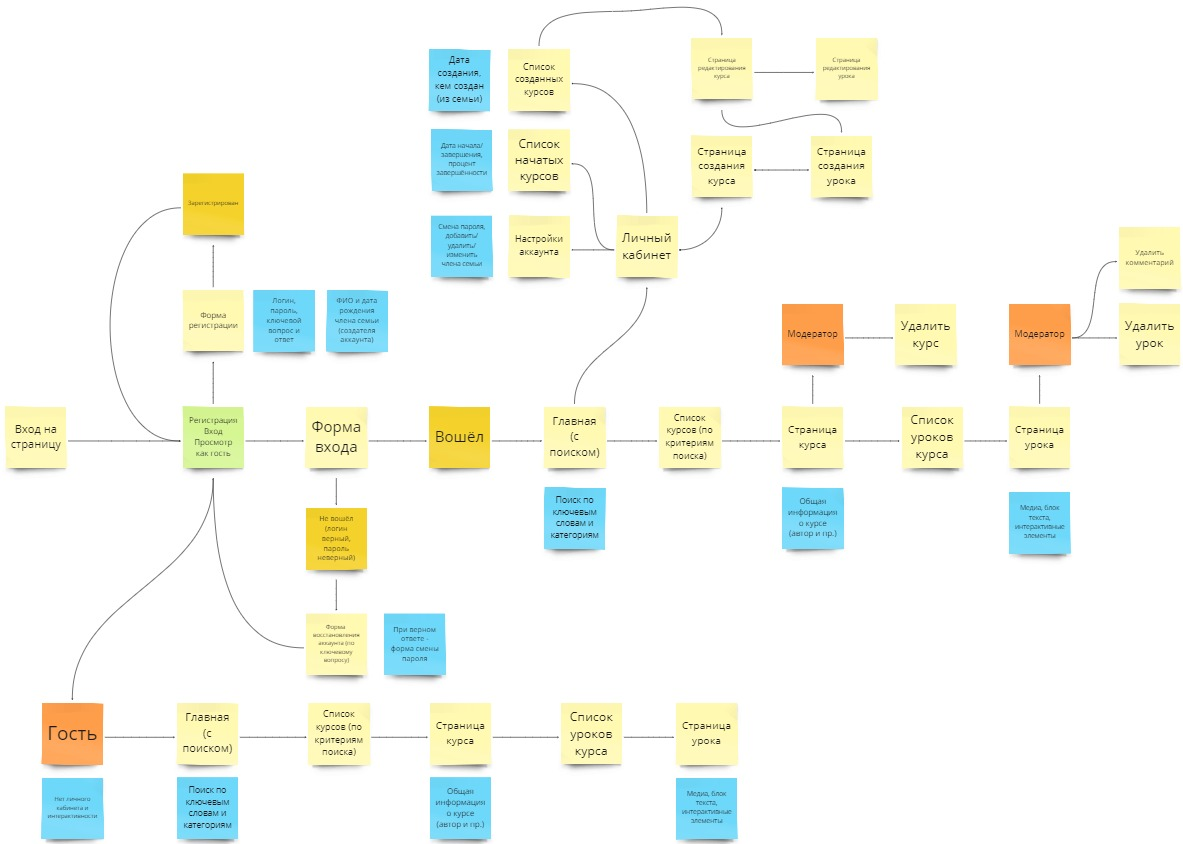 Дата
создания,
кем создан
(из семьи)
Список
созданных
курсов
Страница
редактирования
курса
Страница
редактирования
урока
Дата начала/
завершения,
процент
завершённости
Список
начатых
курсов
Страница
создания
курса
Страница
создания
урока
Зарегистрирован
Смена пароля,
добавить/
удалить/
изменить
члена семьи
Настройки
аккаунта
Личный
кабинет
Удалить
комментарий
Форма
регистрации
Логин,
пароль,
ключевой
вопрос и
ответ
ФИО и дата
рождения
члена семьи
(создателя
аккаунта)
Модератор
Удалить
курс
Модератор
Удалить
урок
Вход на
страницу
Регистрация
Вход
Просмотр
как гость
Форма
входа
Вошёл
Главная
(с
поиском)
Список
курсов (по
критериям
поиска)
Страница
курса
Список
уроков
курса
Страница
урока
Поиск по
ключевым
словам и
категориям
Общая
информация
о курсе
(автор и пр.)
Медиа, блок
текста,
интерактивные
элементы
Не вошёл
(логин
верный,
пароль
неверный)
Форма
восстановления
аккаунта (по
ключевому
вопросу)
При верном
ответе -
форма смены
пароля
Гость
Главная
(с
поиском)
Список
курсов (по
критериям
поиска)
Страница
курса
Список
уроков
курса
Страница
урока
Нет личного
кабинета и
интерактивности
Поиск по
ключевым
словам и
категориям
Общая
информация
о курсе
(автор и пр.)
Медиа, блок
текста,
интерактивные
элементы